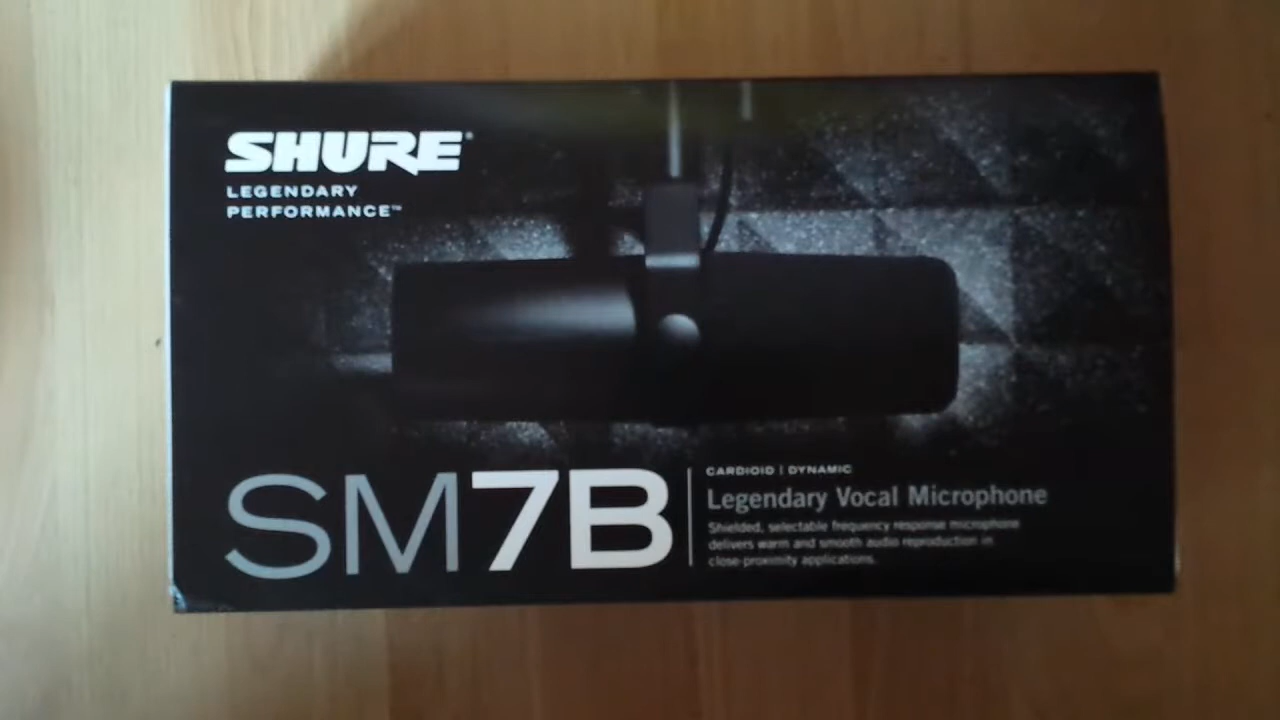 SHURE®
LEGENDARY
PERFORMANCE™
SM7B
CARDIOID | DYNAMIC
Legendary Vocal Microphone
Shielded, selectable frequency response microphone
delivers warm and smooth audio reproduction in
close-proximity applications.